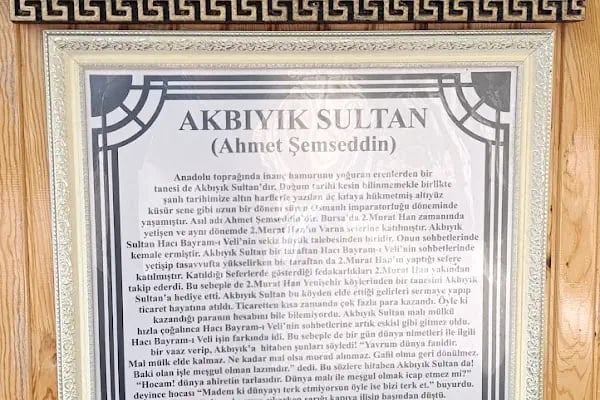 AKBIYIK SULTAN
(Ahmet Şemseddin)
Anadolu toprağında inanç hamurunu yoğuran erenlerden bir
tanesi de Akbıyık Sultan'dır. Doğum tarihi kesin bilinmemekle birlikte
şanlı tarihimize altın harflerle yazılan üç kıtaya hükmetmiş altıyüz
küsür sene gibi uzun bir dönemi süren Osmanlı imparatorluğu döneminde
yaşamıştır. Asıl adı Ahmet Şemseddin'dir. Bursa'da 2.Murat Han zamanında
yetişen ve aynı dönemde 2.Murat Han'ın Varna seferine katılmıştır. Akbıyık
Sultan Hacı Bayram-ı Veli'nin sekiz büyük talebesinden biridir. Onun sohbetlerinde
kemale ermiştir. Akbıyık Sultan bir taraftan Hacı Bayram-ı Veli'nin sohbetlerinde
yetişip tasavvufta yükselirken bir taraftan da 2.Murat Han'ın yaptığı sefere
katılmıştır. Katıldığı Seferlerde gösterdiği fedakarlıkları 2.Murat Han yakından
takip ederdi. Bu sebeple de 2.Murat Han Yenişehir köylerinden bir tanesini Akbıyık
Sultan'a hediye etti. Akbıyık Sultan bu köyden elde ettiği gelirleri sermaye yapıp
ticaret hayatına atıldı. Ticaretten kısa zamanda çok fazla para kazandı. Öyle ki
kazandığı paranın hesabını bile bilemiyordu. Akbıyık Sultan malı mülkü
hızla çoğalınca Hacı Bayram-ı Veli'nin sohbetlerine artık eskisi gibi gitmez oldu.
Hacı Bayram-ı Veli işin farkında idi. Bu sebeple de bir gün dünya nimetleri ile ilgili
bir vaaz verip, Akbıyık'a hitaben şunları söyledi! "Yavrum dünya fanidir.
Mal mülk elde kalmaz. Ne kadar mal olsa murad alınmaz. Gafil olma geri dönülmez.
Baki olan işle meşgul olman lazımdır." dedi. Bu sözlere hitaben Akbıyık Sultan da!
"Hocam! dünya ahiretin tarlasıdır. Dünya malı ile meşgul olmak icap etmez mi?"
deyince hocası "Madem ki dünyayı terk etmiyorsun öyle ise bizi terk et." buyurdu.
çıkarken sarığı kapıya ilişip başından düştü.